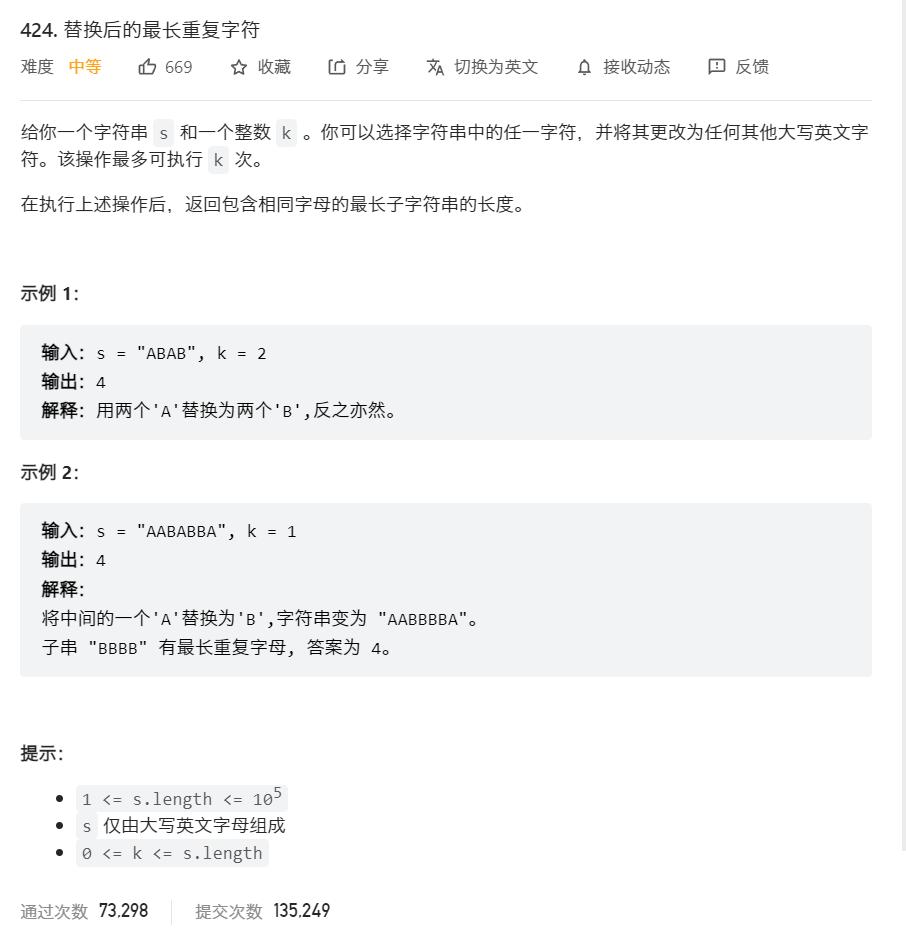 424. 替换后的最长重复字符
难度 中等 669 收藏 分享 切换为英文 接收动态 反馈
给你一个字符串 s 和一个整数 k 。你可以选择字符串中的任一字符，并将其更改为任何其他大写英文字
符。该操作最多可执行 k 次。
在执行上述操作后，返回包含相同字母的最长子字符串的长度。
示例 1：
输入：s = "ABAB", k = 2
输出：4
解释：用两个'A'替换为两个'B',反之亦然。
示例 2：
输入：s = "AABABBA", k = 1
输出：4
解释：
将中间的一个'A'替换为'B',字符串变为 "AABBBBA"。
子串 "BBBB" 有最长重复字母, 答案为 4。
提示：
1 <= s.length <= 10⁵
s 仅由大写英文字母组成
0 <= k <= s.length
通过次数 73,298 提交次数 135,249